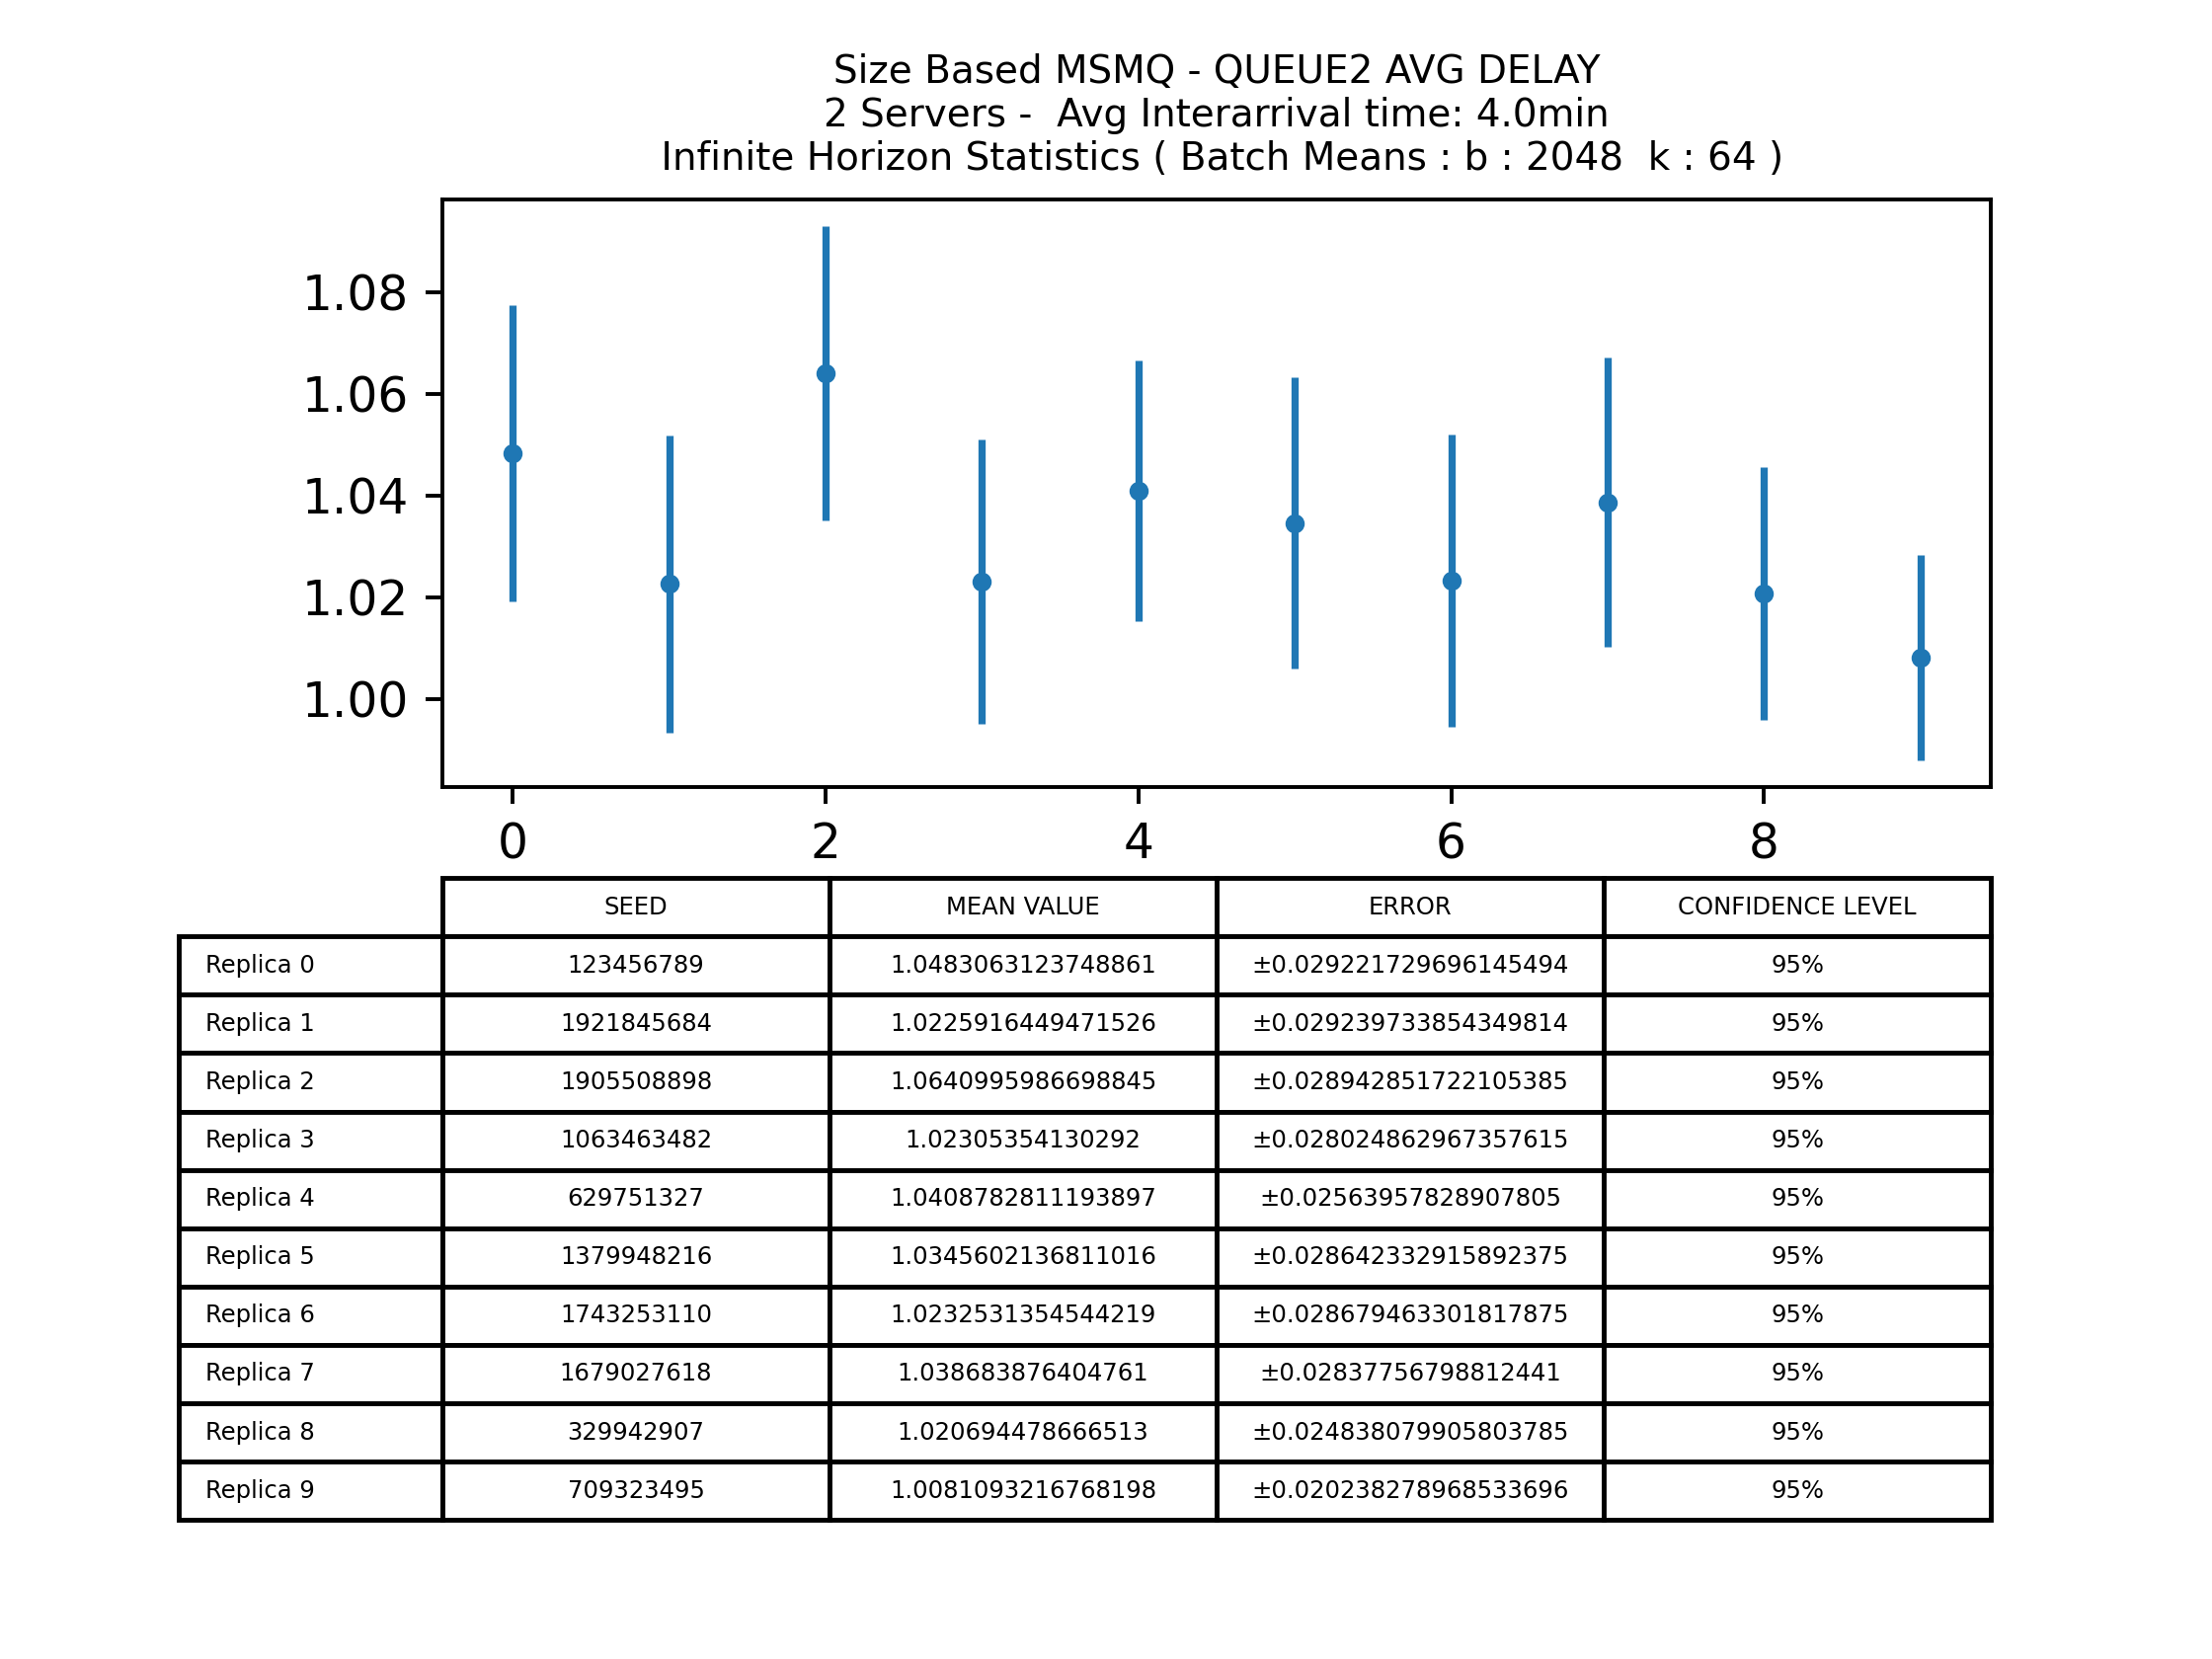 Size Based MSMQ - QUEUE2 AVG DELAY
2 Servers -  Avg Interarrival time: 4.0min
Infinite Horizon Statistics ( Batch Means : b : 2048  k : 64 )
1.08
1.06
1.04
1.02
1.00
0 2 4 6 8
SEED MEAN VALUE ERROR CONFIDENCE LEVEL
Replica 0 123456789 1.0483063123748861 ±0.029221729696145494 95%
Replica 1 1921845684 1.0225916449471526 ±0.029239733854349814 95%
Replica 2 1905508898 1.0640995986698845 ±0.028942851722105385 95%
Replica 3 1063463482 1.02305354130292 ±0.028024862967357615 95%
Replica 4 629751327 1.0408782811193897 ±0.02563957828907805 95%
Replica 5 1379948216 1.0345602136811016 ±0.028642332915892375 95%
Replica 6 1743253110 1.0232531354544219 ±0.028679463301817875 95%
Replica 7 1679027618 1.038683876404761 ±0.02837756798812441 95%
Replica 8 329942907 1.020694478666513 ±0.024838079905803785 95%
Replica 9 709323495 1.0081093216768198 ±0.020238278968533696 95%